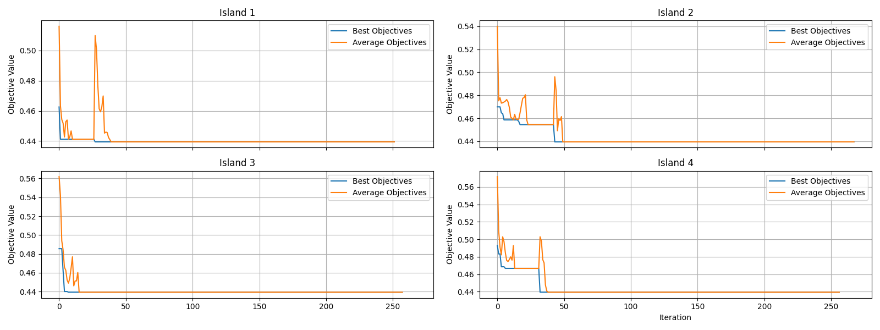 Island 1
Objective Value
0.50
0.48
0.46
0.44
Best Objectives
Average Objectives
Island 2
Objective Value
0.54
0.52
0.50
0.48
0.46
0.44
Best Objectives
Average Objectives
Island 3
Objective Value
0.56
0.54
0.52
0.50
0.48
0.46
0.44
Best Objectives
Average Objectives
0 50 100 150 200 250
Island 4
Objective Value
0.56
0.54
0.52
0.50
0.48
0.46
0.44
Best Objectives
Average Objectives
0 50 100 150 200 250
Iteration